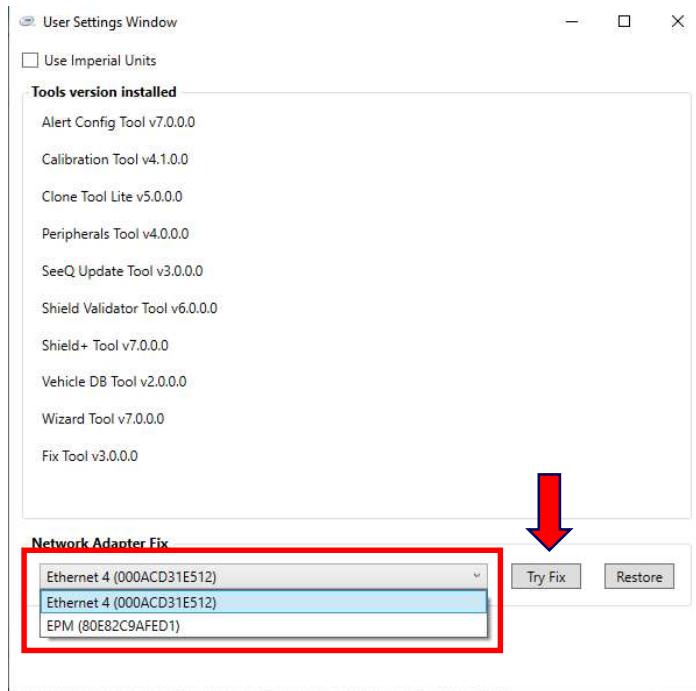 User Settings Window
Use Imperial Units
Tools version installed
Alert Config Tool v7.0.0.0
Calibration Tool v4.1.0.0
Clone Tool Lite v5.0.0.0
Peripherals Tool v4.0.0.0
SeeQ Update Tool v3.0.0.0
Shield Validator Tool v6.0.0.0
Shield+ Tool v7.0.0.0
Vehicle DB Tool v2.0.0.0
Wizard Tool v7.0.0.0
Fix Tool v3.0.0.0
Network Adapter Fix
Ethernet 4 (000ACD31E512) Try Fix Restore
Ethernet 4 (000ACD31E512)
EPM (80E82C9AFED1)